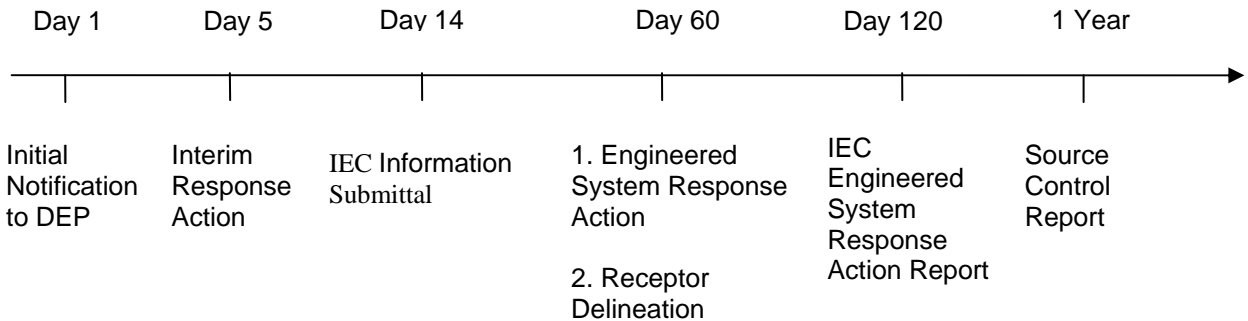 Day 1
Day 5
Day 14
Day 60
Day 120
1 Year
Initial
Notification
to DEP
Interim
Response
Action
IEC Information
Submittal
1. Engineered
System Response
Action
2. Receptor
Delineation
IEC
Engineered
System
Response
Action Report
Source
Control
Report